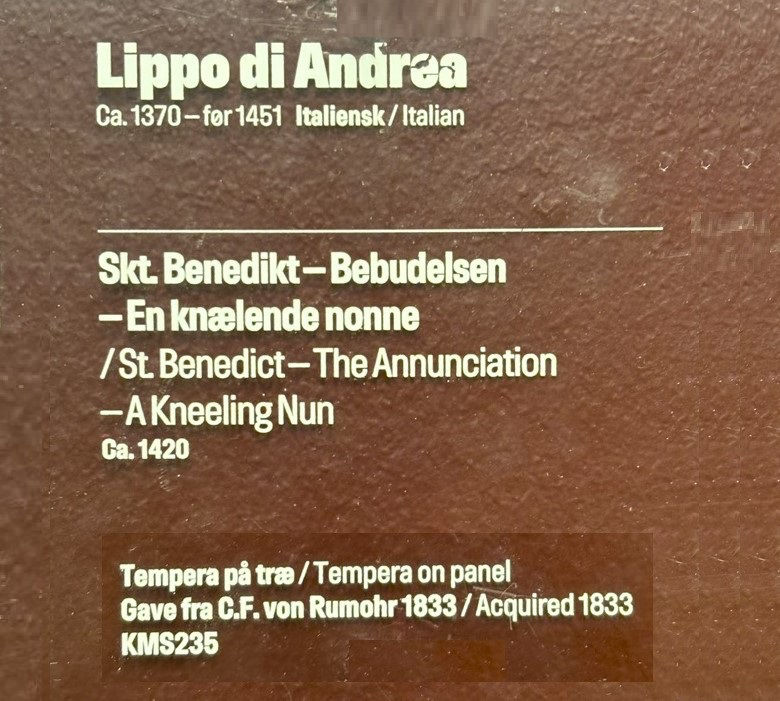 Lippo di Andrea
Ca. 1370 – før 1451 Italiensk / Italian
Skt. Benedikt – Bebudelsen
– En knælende nonne
/ St. Benedict – The Annunciation
– A Kneeling Nun
Ca. 1420
Tempera på træ / Tempera on panel
Gave fra C.F. von Rumohr 1833 / Acquired 1833
KMS235